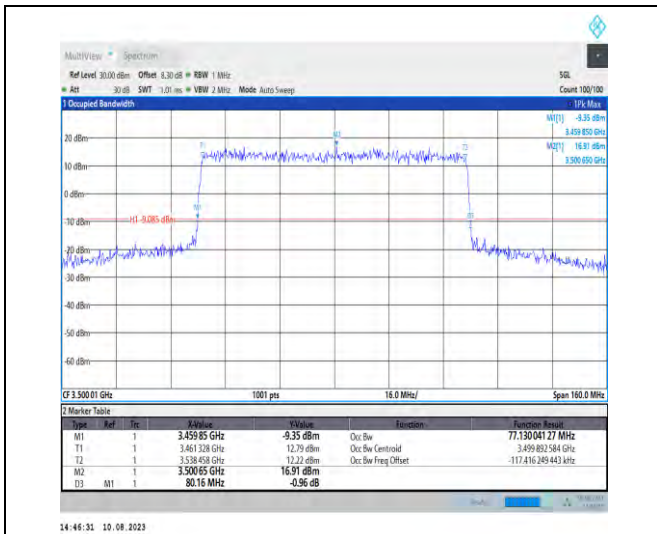 MultiView Spectrum
Ref Level 30.00 dBm Offset 8.30 dB RBW 1 MHz SGL
Att 30 dB SWT 1.01 ms VBW 2 MHz Mode Auto Sweep Count 100/100
1 Occupied Bandwidth 1Pk Max
M1[1] -9.35 dBm
3.459 850 GHz
M2[1] 16.91 dBm
3.500 650 GHz
20 dBm
M2
T1
T2
10 dBm
0 dBm
M1
D3
-10 dBm
H1 -9.085 dBm
-20 dBm
-30 dBm
-40 dBm
-50 dBm
-60 dBm
CF 3.500 01 GHz 1001 pts 16.0 MHz/ Span 160.0 MHz
2 Marker Table
Type Ref Trc X-Value Y-Value Function Function Result
M1 1 3.459 85 GHz -9.35 dBm Occ Bw 77.130 041 27 MHz
T1 1 3.461 328 GHz 12.79 dBm Occ Bw Centroid 3.499 892 584 GHz
T2 1 3.538 458 GHz 12.22 dBm Occ Bw Freq Offset -117.416 249 443 kHz
M2 1 3.500 65 GHz 16.91 dBm
D3 M1 1 80.16 MHz -0.96 dB
14:46:31 10.08.2023